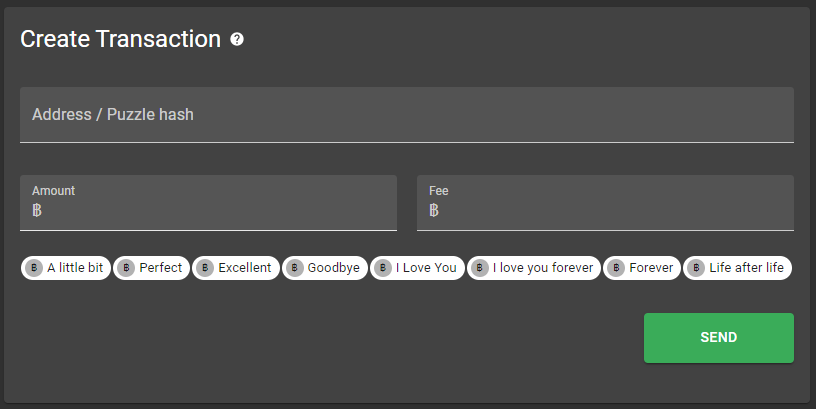 Create Transaction ?
Address / Puzzle hash
Amount Fee
฿ ฿
฿ A little bit ฿ Perfect ฿ Excellent ฿ Goodbye ฿ I Love You ฿ I love you forever ฿ Forever ฿ Life after life
SEND